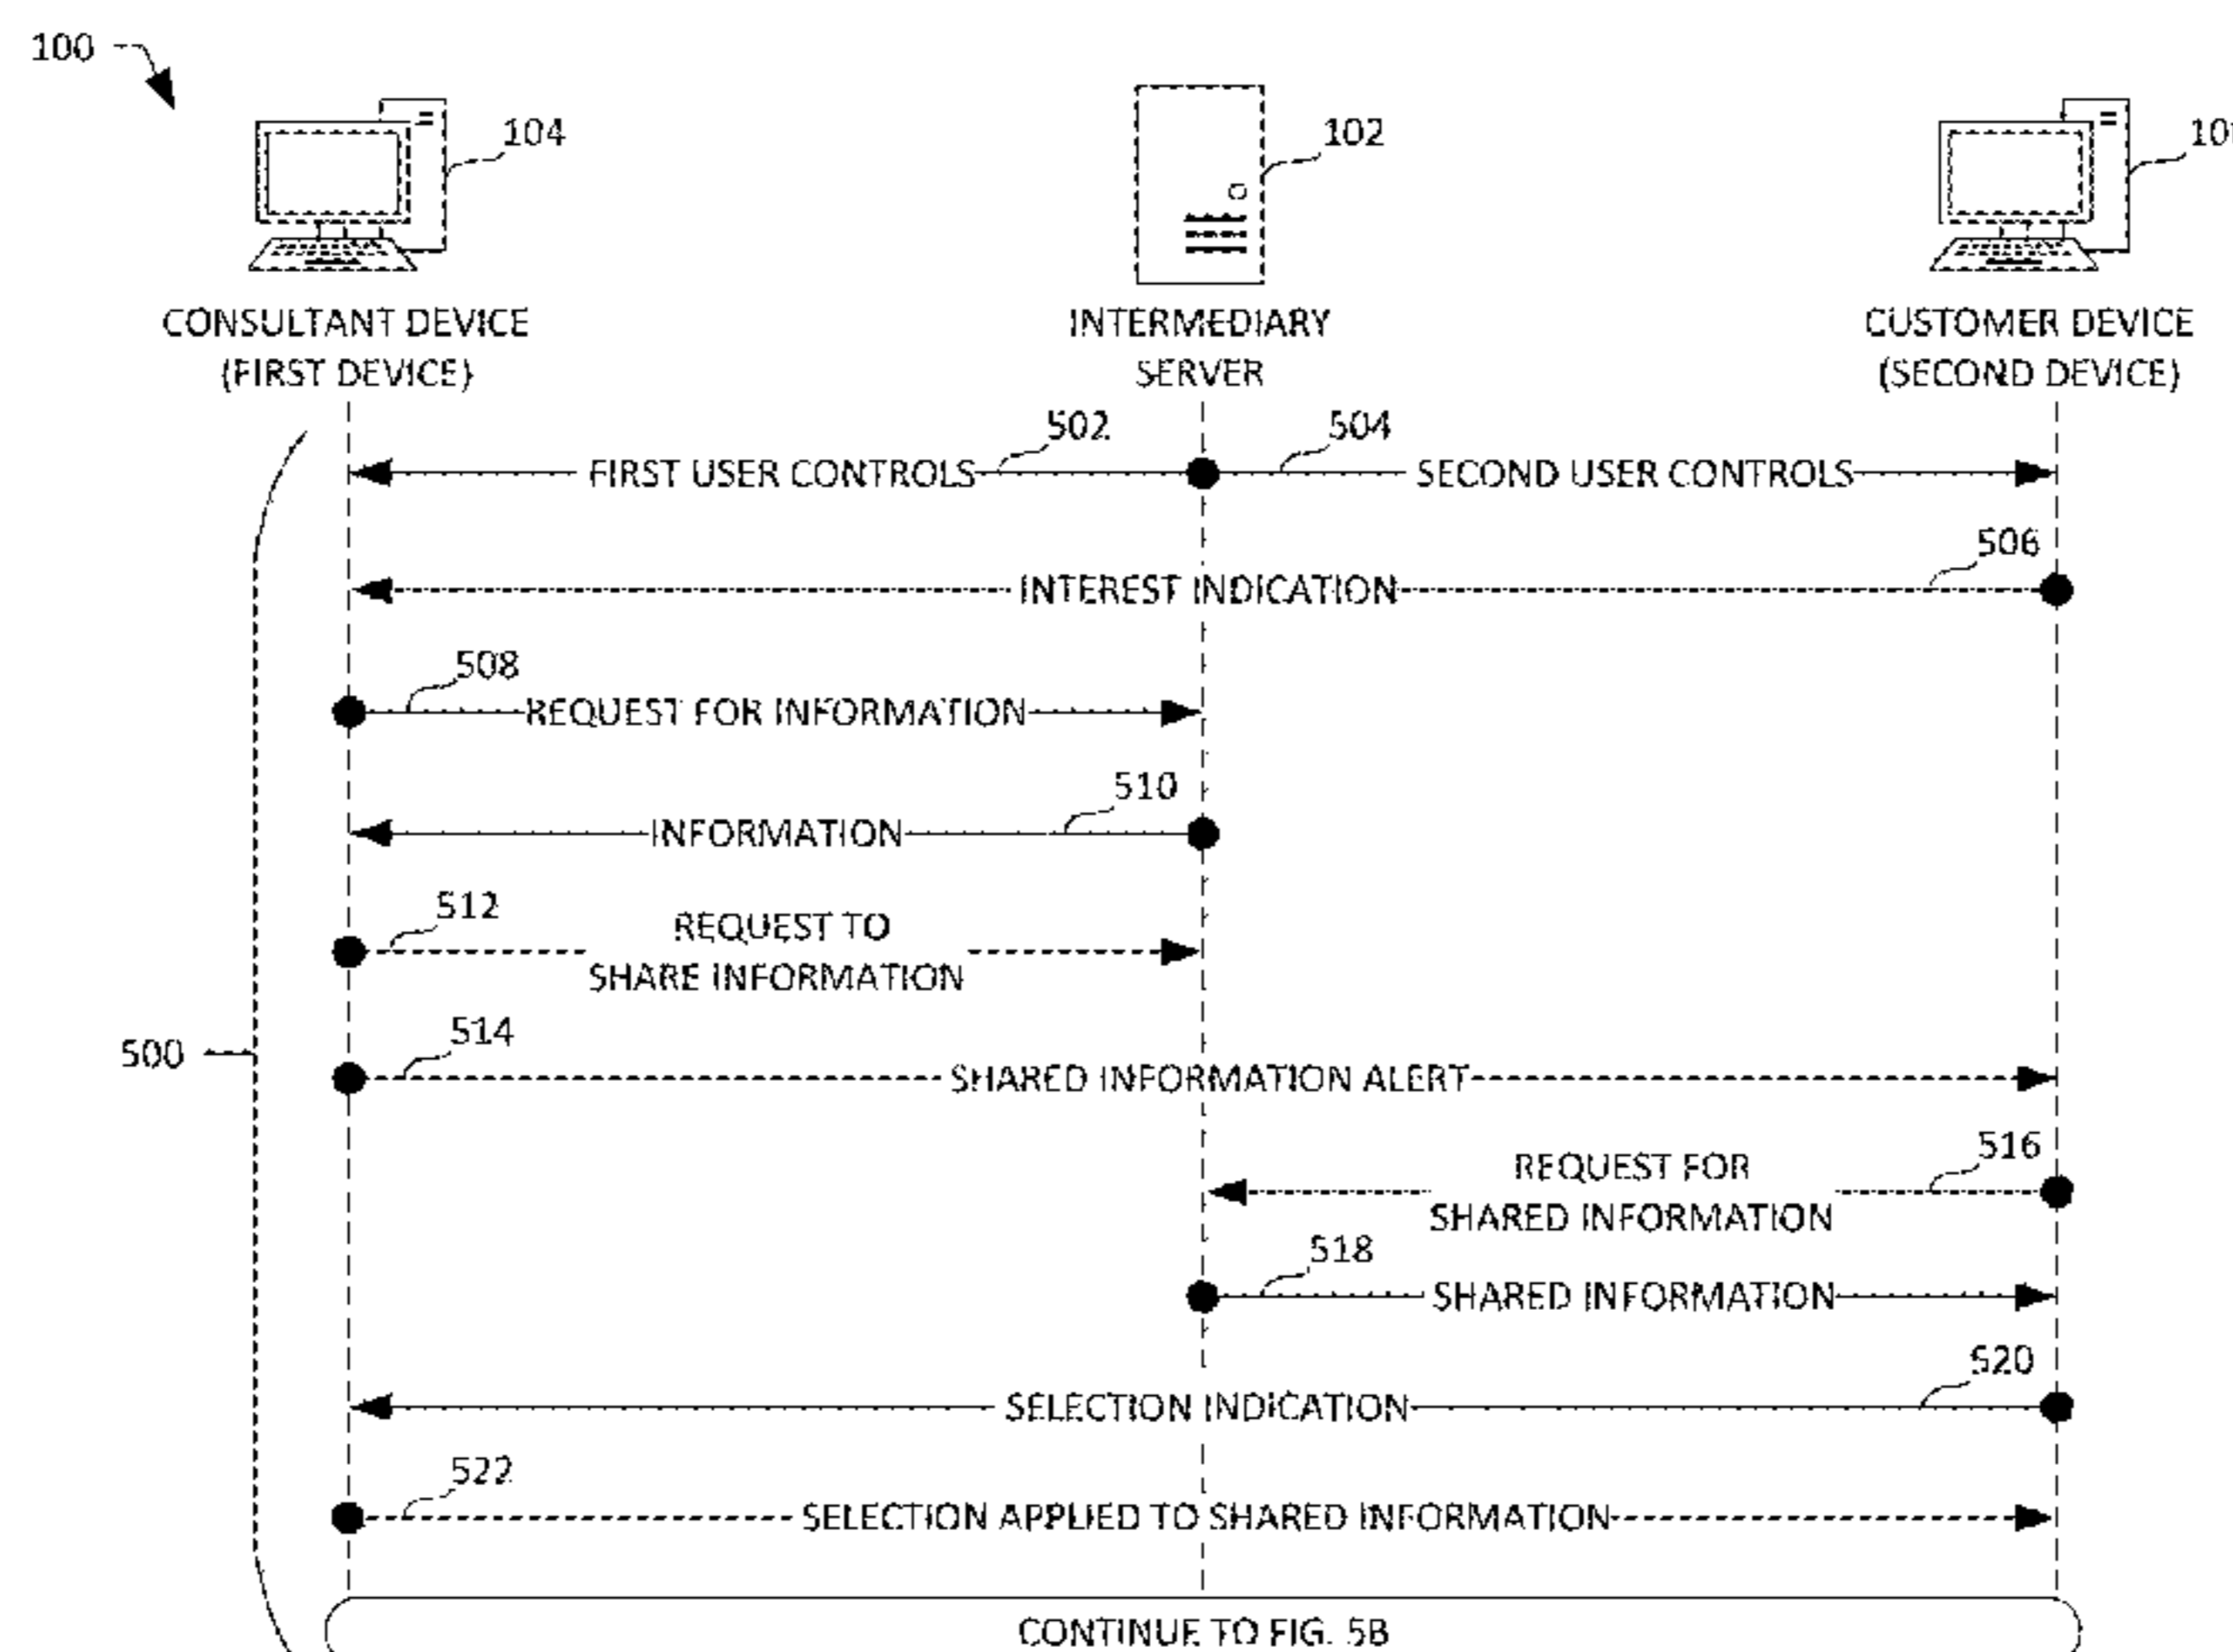 100
104
102
CONSULTANT DEVICE
(FIRST DEVICE)
INTERMEDIARY
SERVER
CUSTOMER DEVICE
(SECOND DEVICE)
502
504
FIRST USER CONTROLS
SECOND USER CONTROLS
506
INTEREST INDICATION
508
REQUEST FOR INFORMATION
510
INFORMATION
512
REQUEST TO
SHARE INFORMATION
500
514
SHARED INFORMATION ALERT
516
REQUEST FOR
SHARED INFORMATION
518
SHARED INFORMATION
520
SELECTION INDICATION
522
SELECTION APPLIED TO SHARED INFORMATION
CONTINUE TO FIG. 5B